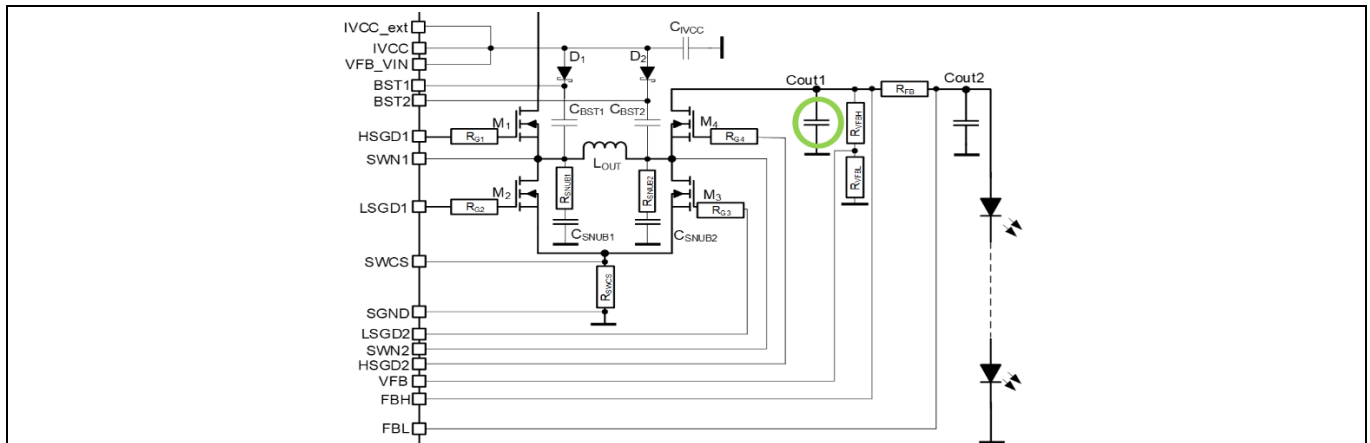 IVCC_ext
IVCC
VFB_VIN
BST1
BST2
HSGD1
SWN1
LSGD1
SWCS
SGND
LSGD2
SWN2
HSGD2
VFB
FBH
FBL
CIVCC
D1
D2
CBST1
CBST2
M1
M4
RG1
RG4
LOUT
M2
M3
RG2
RG3
RSNUB1
RSNUB2
CSNUB1
CSNUB2
RSWCS
Cout1
RFB
Cout2
RVFBH
RVFBL